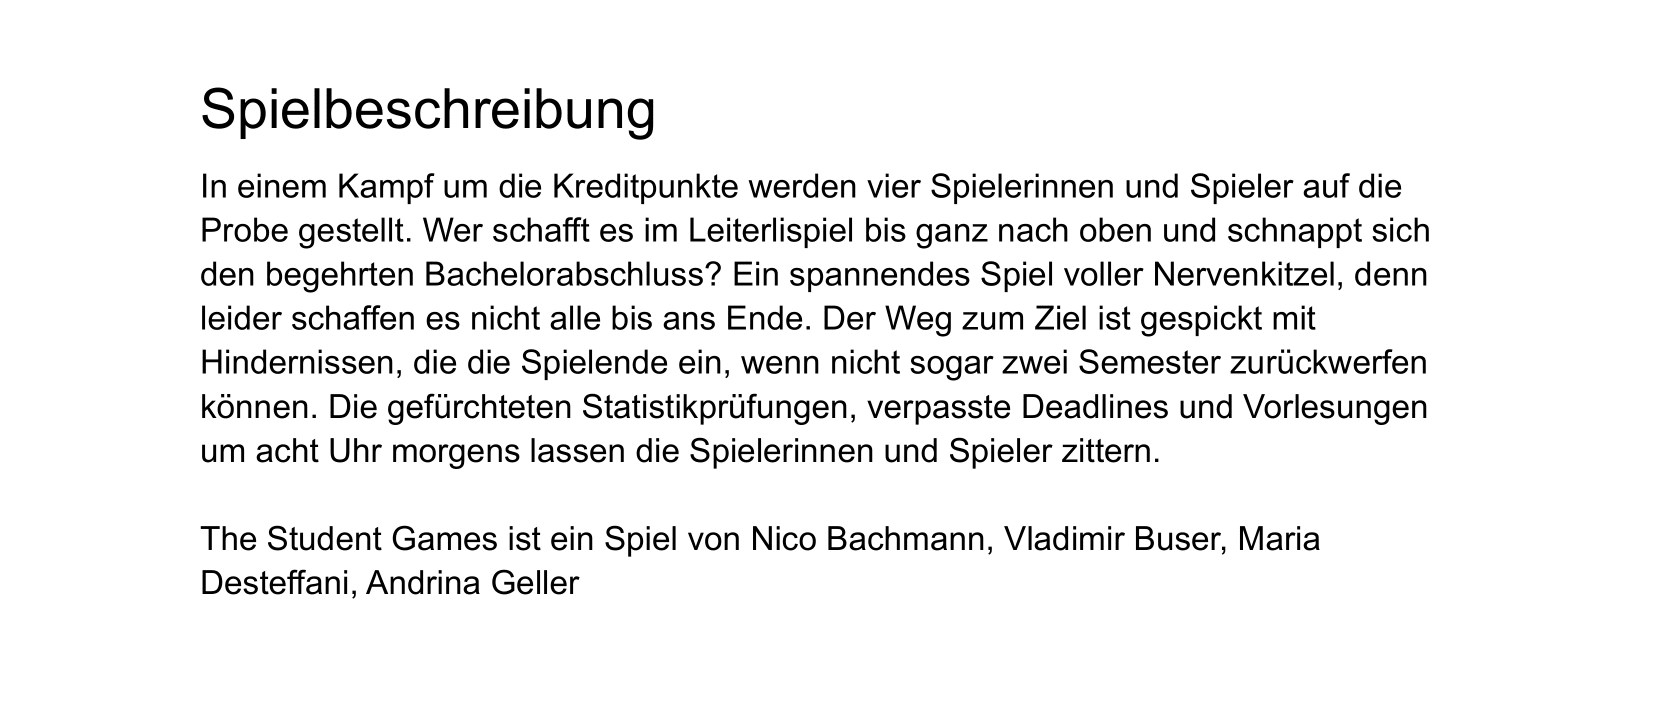 Spielbeschreibung
In einem Kampf um die Kreditpunkte werden vier Spielerinnen und Spieler auf die
Probe gestellt. Wer schafft es im Leiterlispiel bis ganz nach oben und schnappt sich
den begehrten Bachelorabschluss? Ein spannendes Spiel voller Nervenkitzel, denn
leider schaffen es nicht alle bis ans Ende. Der Weg zum Ziel ist gespickt mit
Hindernissen, die die Spielende ein, wenn nicht sogar zwei Semester zurückwerfen
können. Die gefürchteten Statistikprüfungen, verpasste Deadlines und Vorlesungen
um acht Uhr morgens lassen die Spielerinnen und Spieler zittern.
The Student Games ist ein Spiel von Nico Bachmann, Vladimir Buser, Maria
Desteffani, Andrina Geller